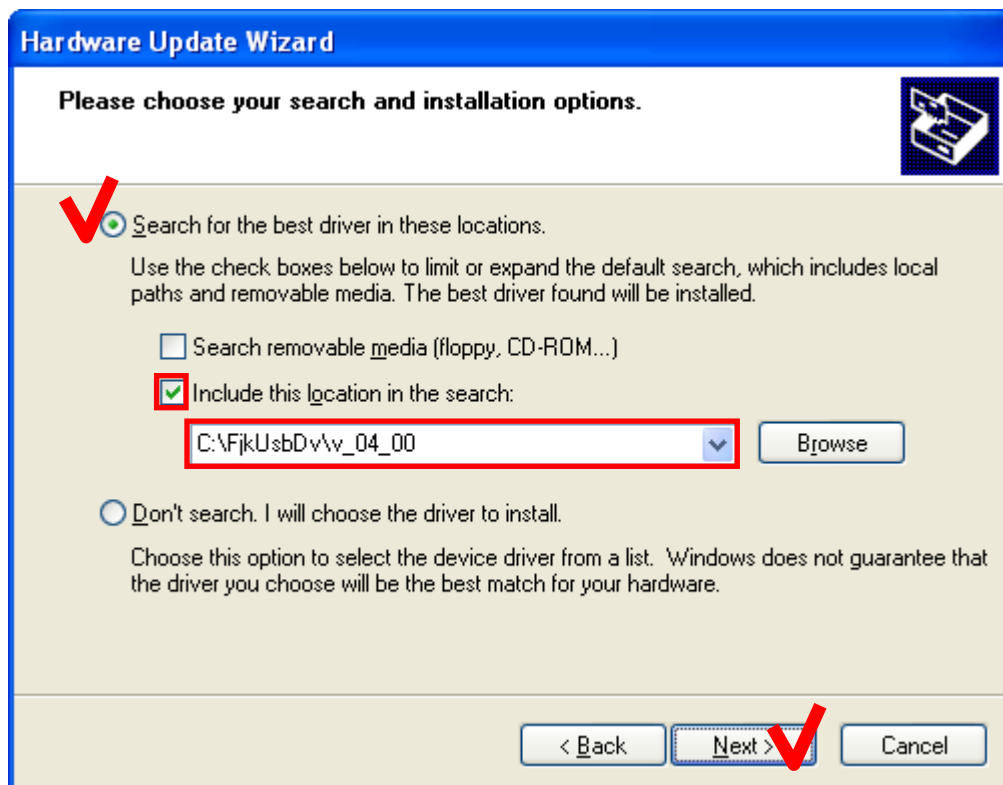 Hardware Update Wizard
Please choose your search and installation options.
Search for the best driver in these locations.
Use the check boxes below to limit or expand the default search, which includes local
paths and removable media. The best driver found will be installed.
Search removable media (floppy, CD-ROM...)
Include this location in the search:
C:\FjkUsbDv\v_04_00
Browse
Don't search. I will choose the driver to install.
Choose this option to select the device driver from a list. Windows does not guarantee that
the driver you choose will be the best match for your hardware.
< Back Next > Cancel